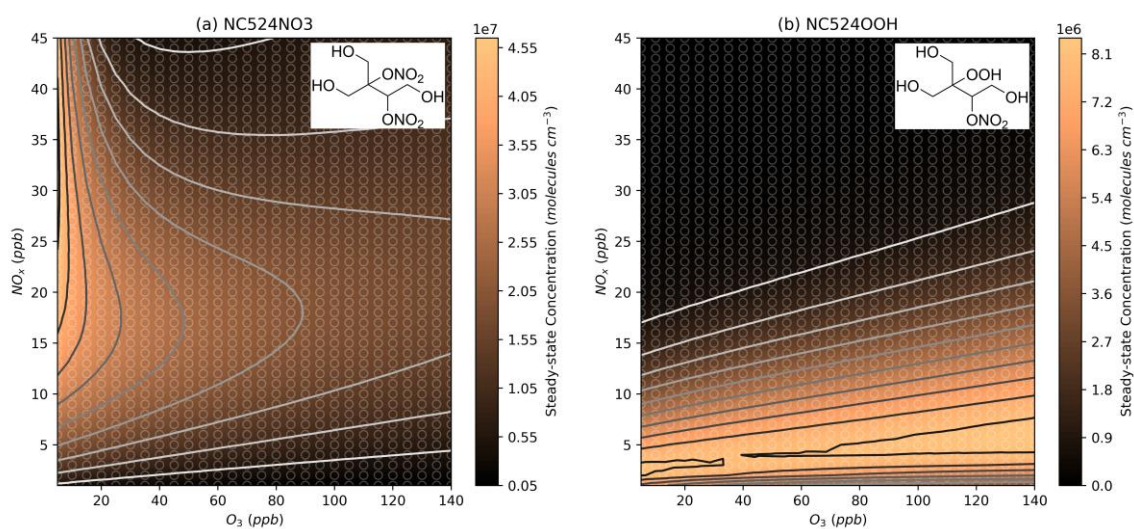 (a) NC524NO3
1e7
45
40
35
30
25
20
15
10
5
NOx (ppb)
20 40 60 80 100 120 140
O3 (ppb)
HO
ONO2
HO
OH
ONO2
4.55
4.05
3.55
3.05
2.55
2.05
1.55
1.05
0.55
0.05
Steady-state Concentration (molecules cm−3)
(b) NC524OOH
1e6
45
40
35
30
25
20
15
10
5
NOx (ppb)
20 40 60 80 100 120 140
O3 (ppb)
HO
OOH
HO
OH
ONO2
8.1
7.2
6.3
5.4
4.5
3.6
2.7
1.8
0.9
0.0
Steady-state Concentration (molecules cm−3)